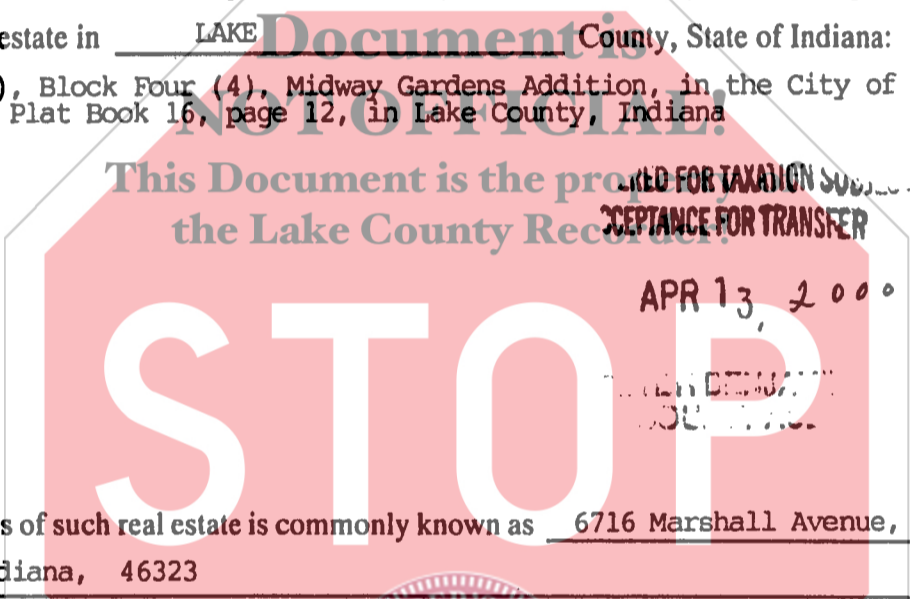 estate in LAKE County, State of Indiana:
Document is
), Block Four (4), Midway Gardens Addition, in the City of
Plat Book 16, page 12, in Lake County, Indiana
NOT OFFICIAL!
This Document is the property of
the Lake County Recorder!
FOR TAXATION
CCEPTANCE FOR TRANSFER
APR 13, 2000
STOP
s of such real estate is commonly known as 6716 Marshall Avenue,
diana, 46323